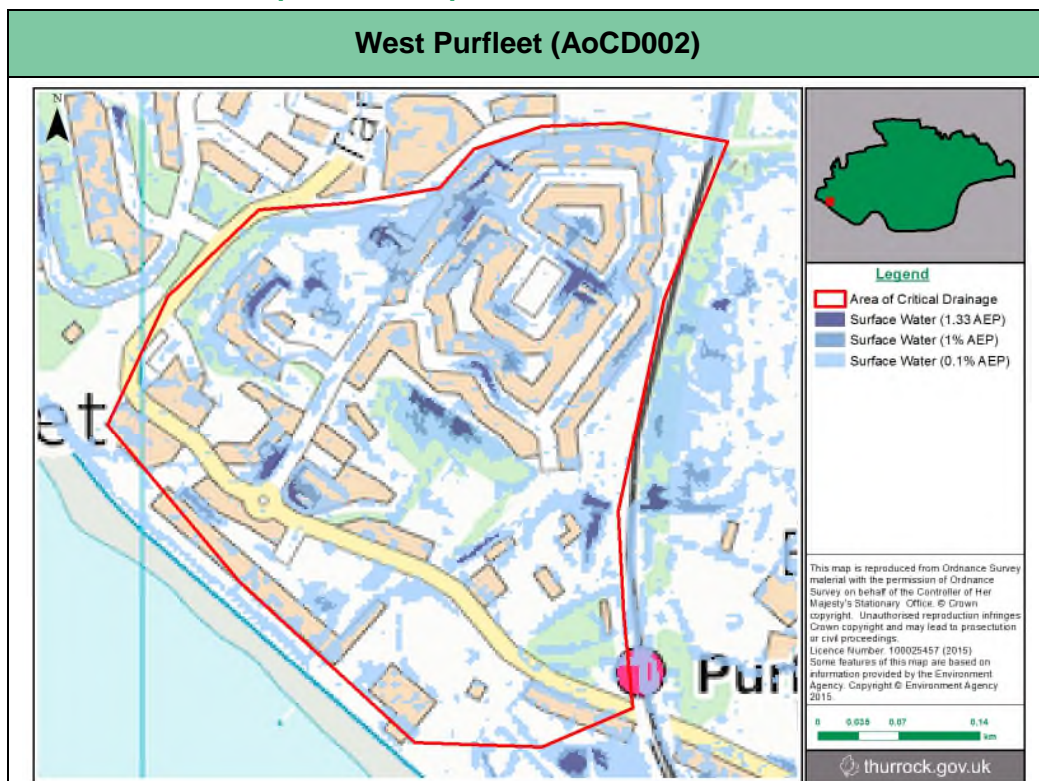 West Purfleet (AoCD002)
N
et
Purf
Legend
Area of Critical Drainage
Surface Water (1.33 AEP)
Surface Water (1% AEP)
Surface Water (0.1% AEP)
This map is reproduced from Ordnance Survey
material with the permission of Ordnance
Survey on behalf of the Controller of Her
Majesty's Stationary Office. © Crown
copyright. Unauthorised reproduction infringes
Crown copyright and may lead to prosectution
or civil proceedings.
Licence Number. 100025457 (2015)
Some features of this map are based on
information provided by the Environment
Agency. Copyright © Environment Agency
2015.
0 0.035 0.07 0.14
km
thurrock.gov.uk